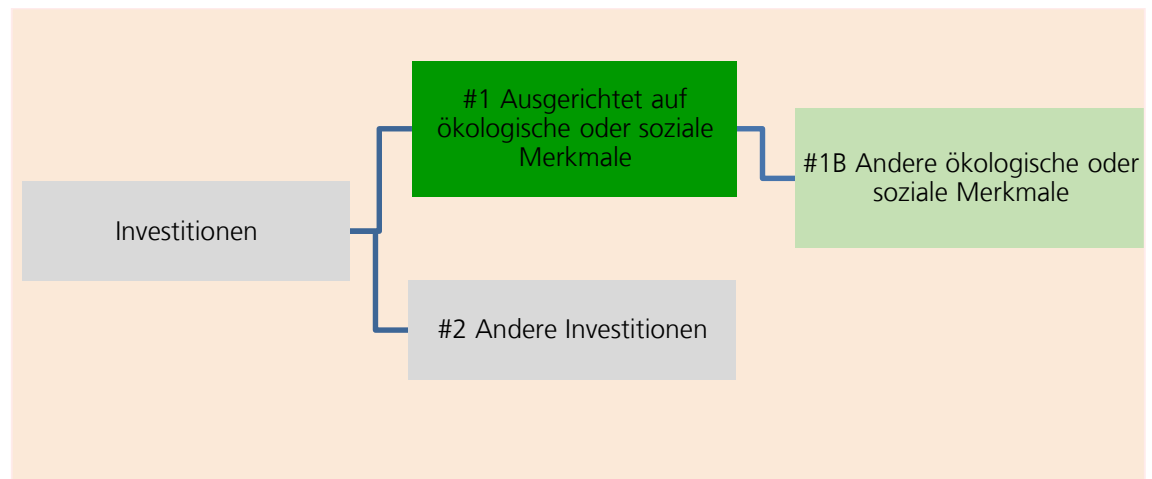 Investitionen
#1 Ausgerichtet auf
ökologische oder soziale
Merkmale
#1B Andere ökologische oder
soziale Merkmale
#2 Andere Investitionen